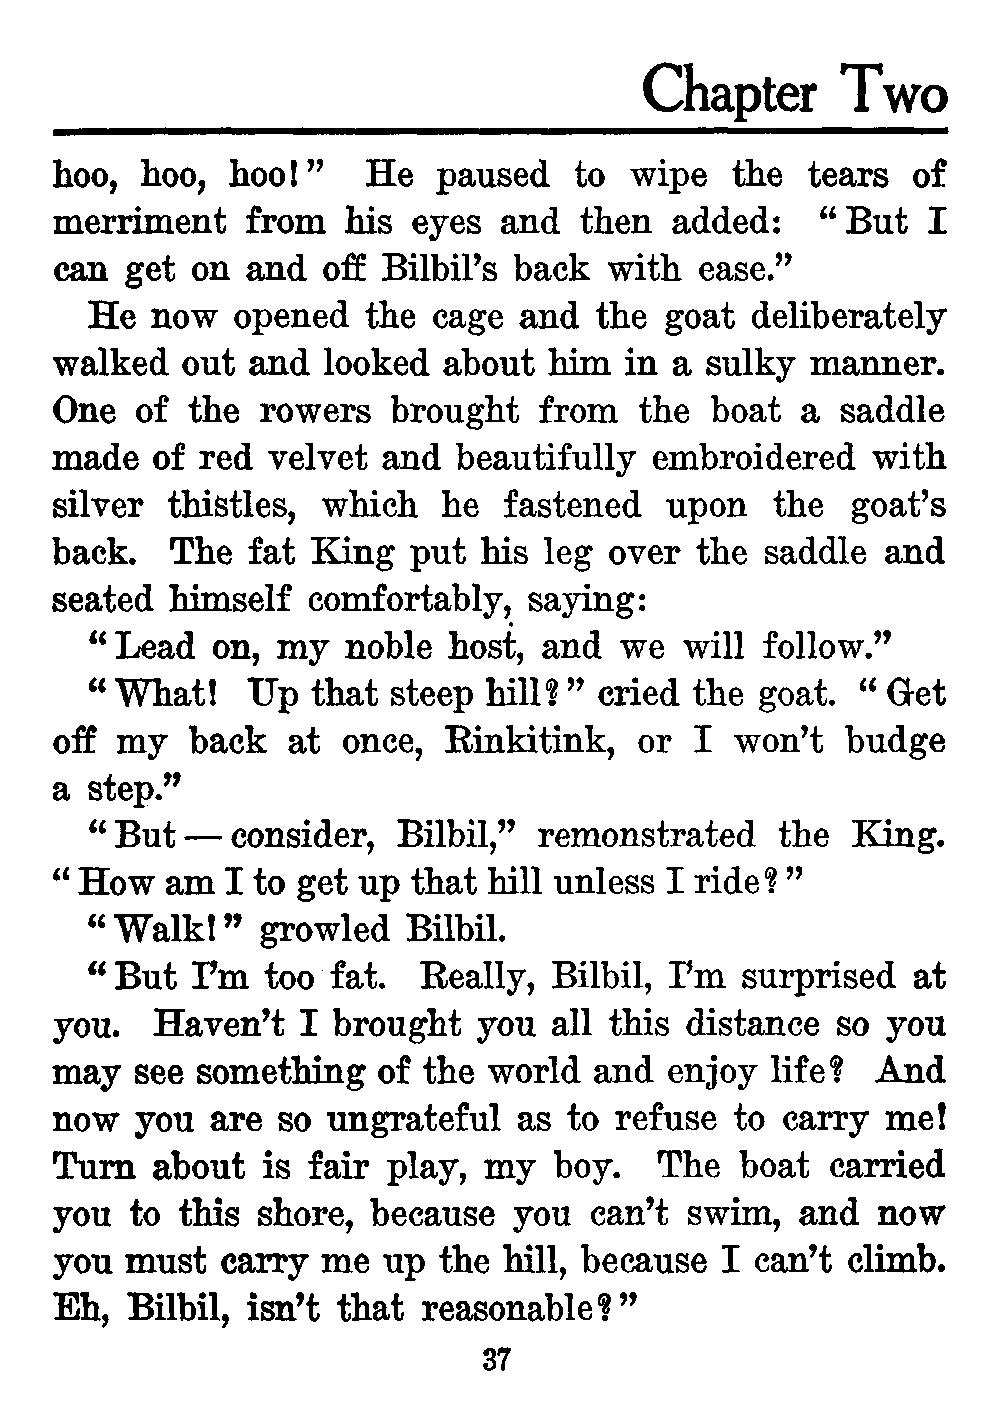 Chapter Two
hoo, hoo, hoo!” He paused to wipe the tears of
merriment from his eyes and then added: “But I
can get on and off Bilbil’s back with ease.”
He now opened the cage and the goat deliberately
walked out and looked about him in a sulky manner.
One of the rowers brought from the boat a saddle
made of red velvet and beautifully embroidered with
silver thistles, which he fastened upon the goat’s
back. The fat King put his leg over the saddle and
seated himself comfortably, saying:
“Lead on, my noble host, and we will follow.”
“What! Up that steep hill?” cried the goat. “Get
off my back at once, Rinkitink, or I won’t budge
a step.”
“But — consider, Bilbil,” remonstrated the King.
“How am I to get up that hill unless I ride?”
“Walk!” growled Bilbil.
“But I’m too fat. Really, Bilbil, I’m surprised at
you. Haven’t I brought you all this distance so you
may see something of the world and enjoy life? And
now you are so ungrateful as to refuse to carry me!
Turn about is fair play, my boy. The boat carried
you to this shore, because you can’t swim, and now
you must carry me up the hill, because I can’t climb.
Eh, Bilbil, isn’t that reasonable?”
37